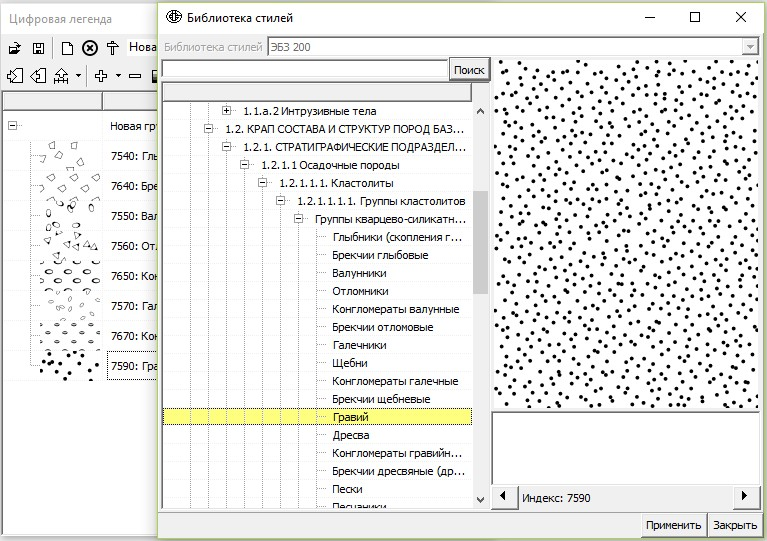 Цифровая легенда
Нова
Новая гру
7540: Глы
7640: Бре
7550: Вал
7560: Отл
7650: Кон
7570: Гал
7670: Кон
7590: Гра
Библиотека стилей
Библиотека стилей ЭБЗ 200
Поиск
1.1.а.2 Интрузивные тела
1.2. КРАП СОСТАВА И СТРУКТУР ПОРОД БАЗ...
1.2.1. СТРАТИГРАФИЧЕСКИЕ ПОДРАЗДЕЛ...
1.2.1.1 Осадочные породы
1.2.1.1.1. Кластолиты
1.2.1.1.1.1. Группы кластолитов
Группы кварцево-силикатн...
Глыбники (скопления г...
Брекчии глыбовые
Валунники
Отломники
Конгломераты валунные
Брекчии отломовые
Галечники
Щебни
Конгломераты галечные
Брекчии щебневые
Гравий
Дресва
Конгломераты гравийн...
Брекчии дресвяные (др...
Пески
Песчаники
Индекс: 7590
Применить
Закрыть